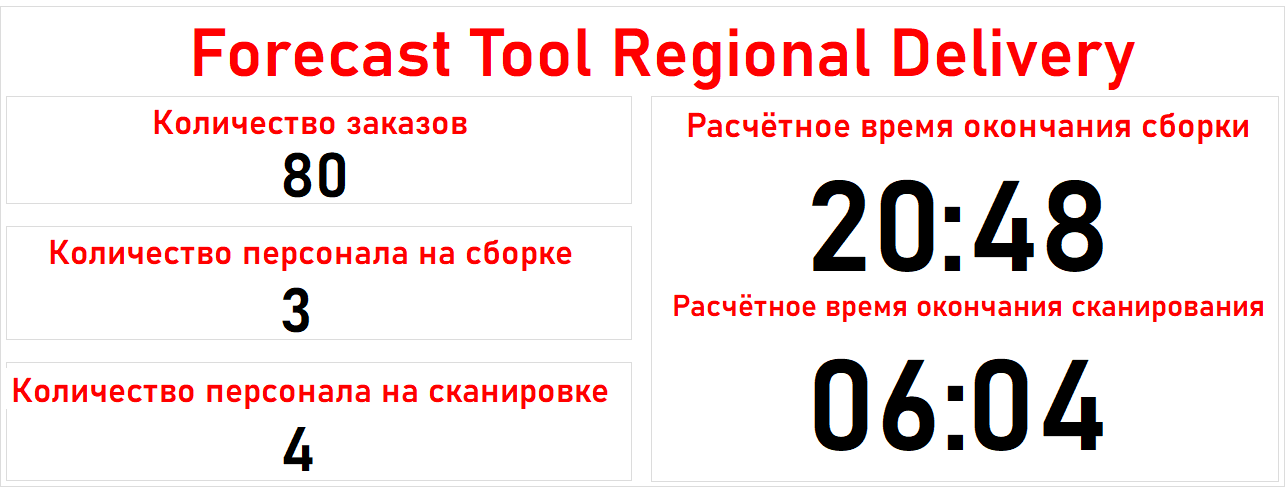 Forecast Tool Regional Delivery
Количество заказов
80
Количество персонала на сборке
3
Количество персонала на сканировке
4
Расчётное время окончания сборки
20:48
Расчётное время окончания сканирования
06:04